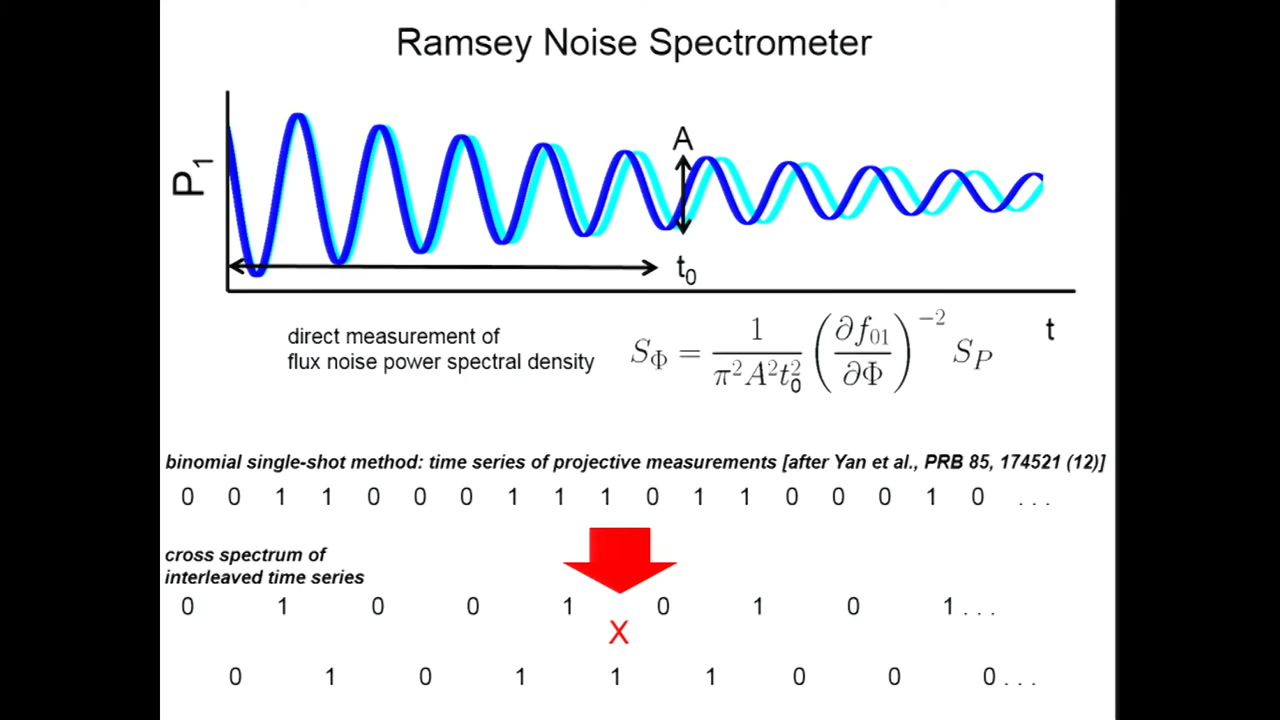 Ramsey Noise Spectrometer
P₁
A
t₀
t
direct measurement of
flux noise power spectral density
S_Φ = \frac{1}{π²A²t₀²} \left(\frac{∂f₀₁}{∂Φ}\right)^{-2} S_P
binomial single-shot method: time series of projective measurements [after Yan et al., PRB 85, 174521 (12)]
0 0 1 1 0 0 0 1 1 1 0 1 1 0 0 0 1 0 ...
cross spectrum of
interleaved time series
0 1 0 0 1 0 1 0 1...
X
0 1 0 1 1 1 0 0 0...